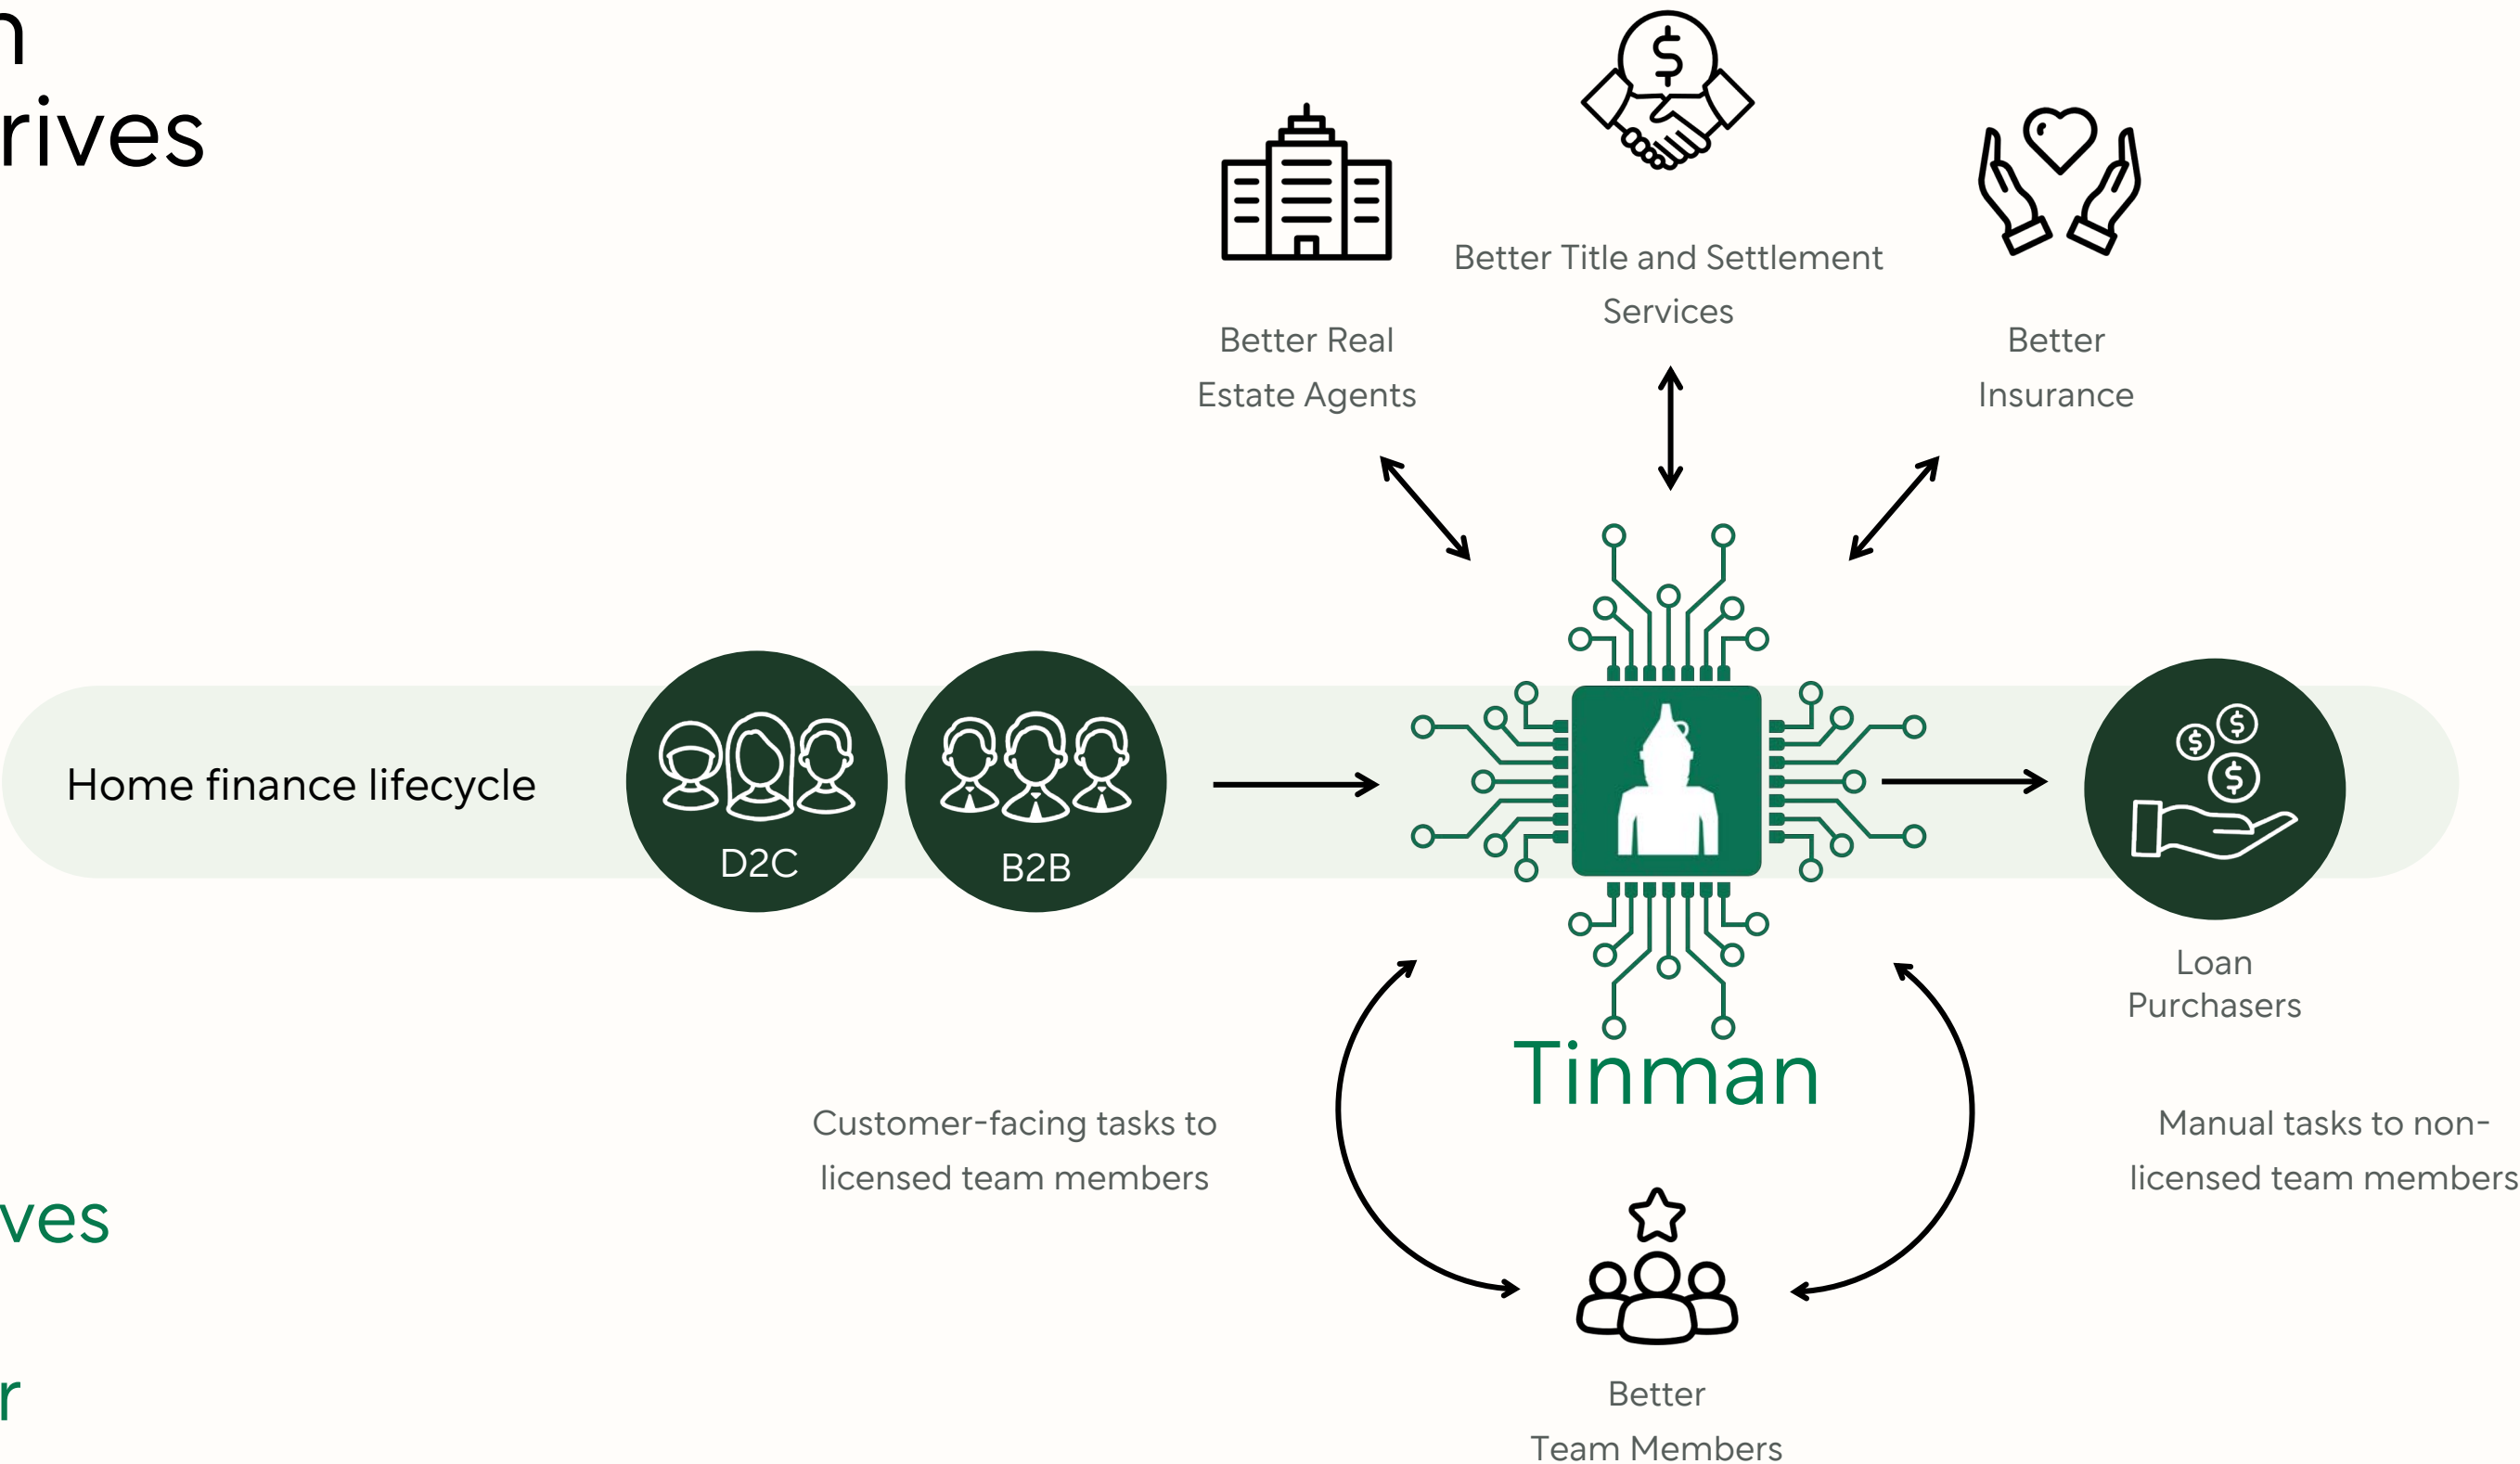 rives
Better Title and Settlement
Services
Better Real
Estate Agents
Better
Insurance
Home finance lifecycle
D2C
B2B
Loan
Purchasers
Tinman
Customer-facing tasks to
licensed team members
Manual tasks to non-
licensed team members
ves
r
Better
Team Members